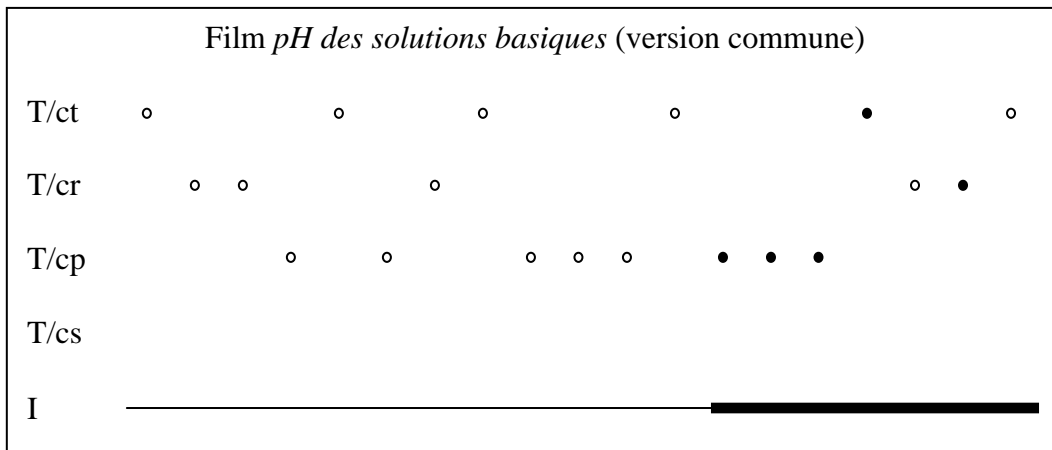 Film pH des solutions basiques (version commune)
T/ct
T/cr
T/cp
T/cs
I